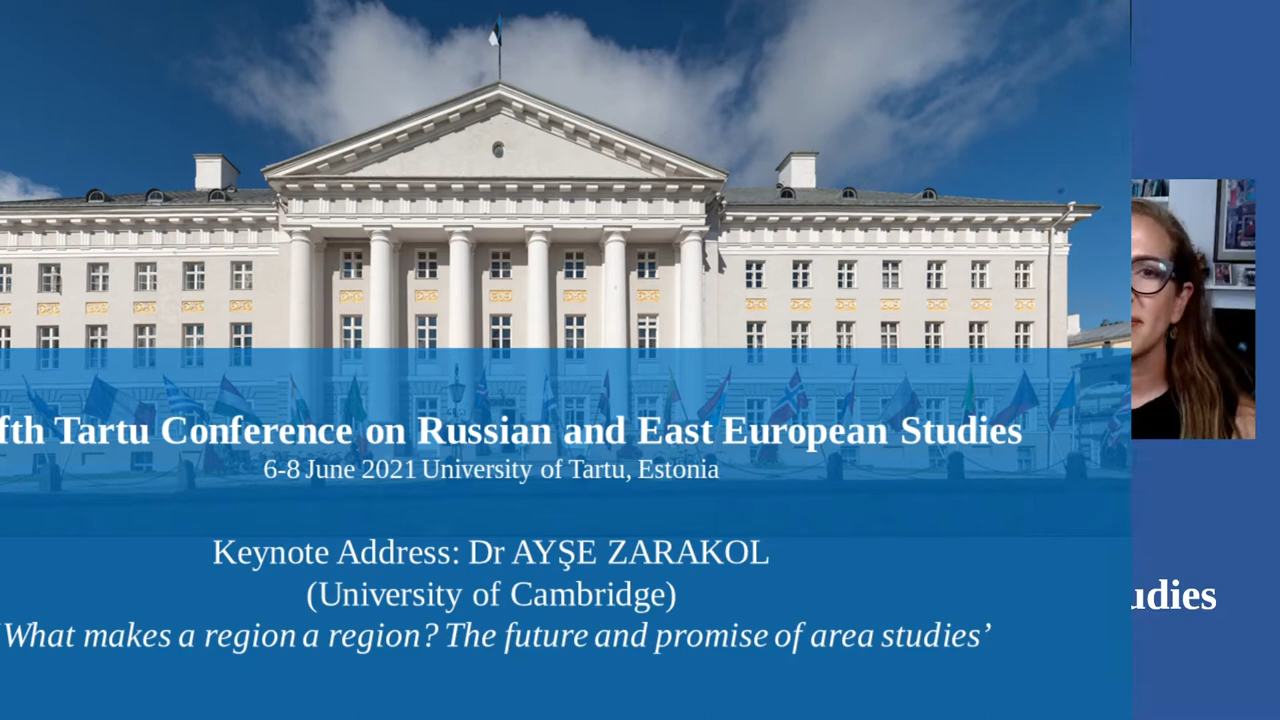 fth Tartu Conference on Russian and East European Studies
6-8 June 2021 University of Tartu, Estonia
Keynote Address: Dr AYŞE ZARAKOL
(University of Cambridge)
'What makes a region a region? The future and promise of area studies’
udies